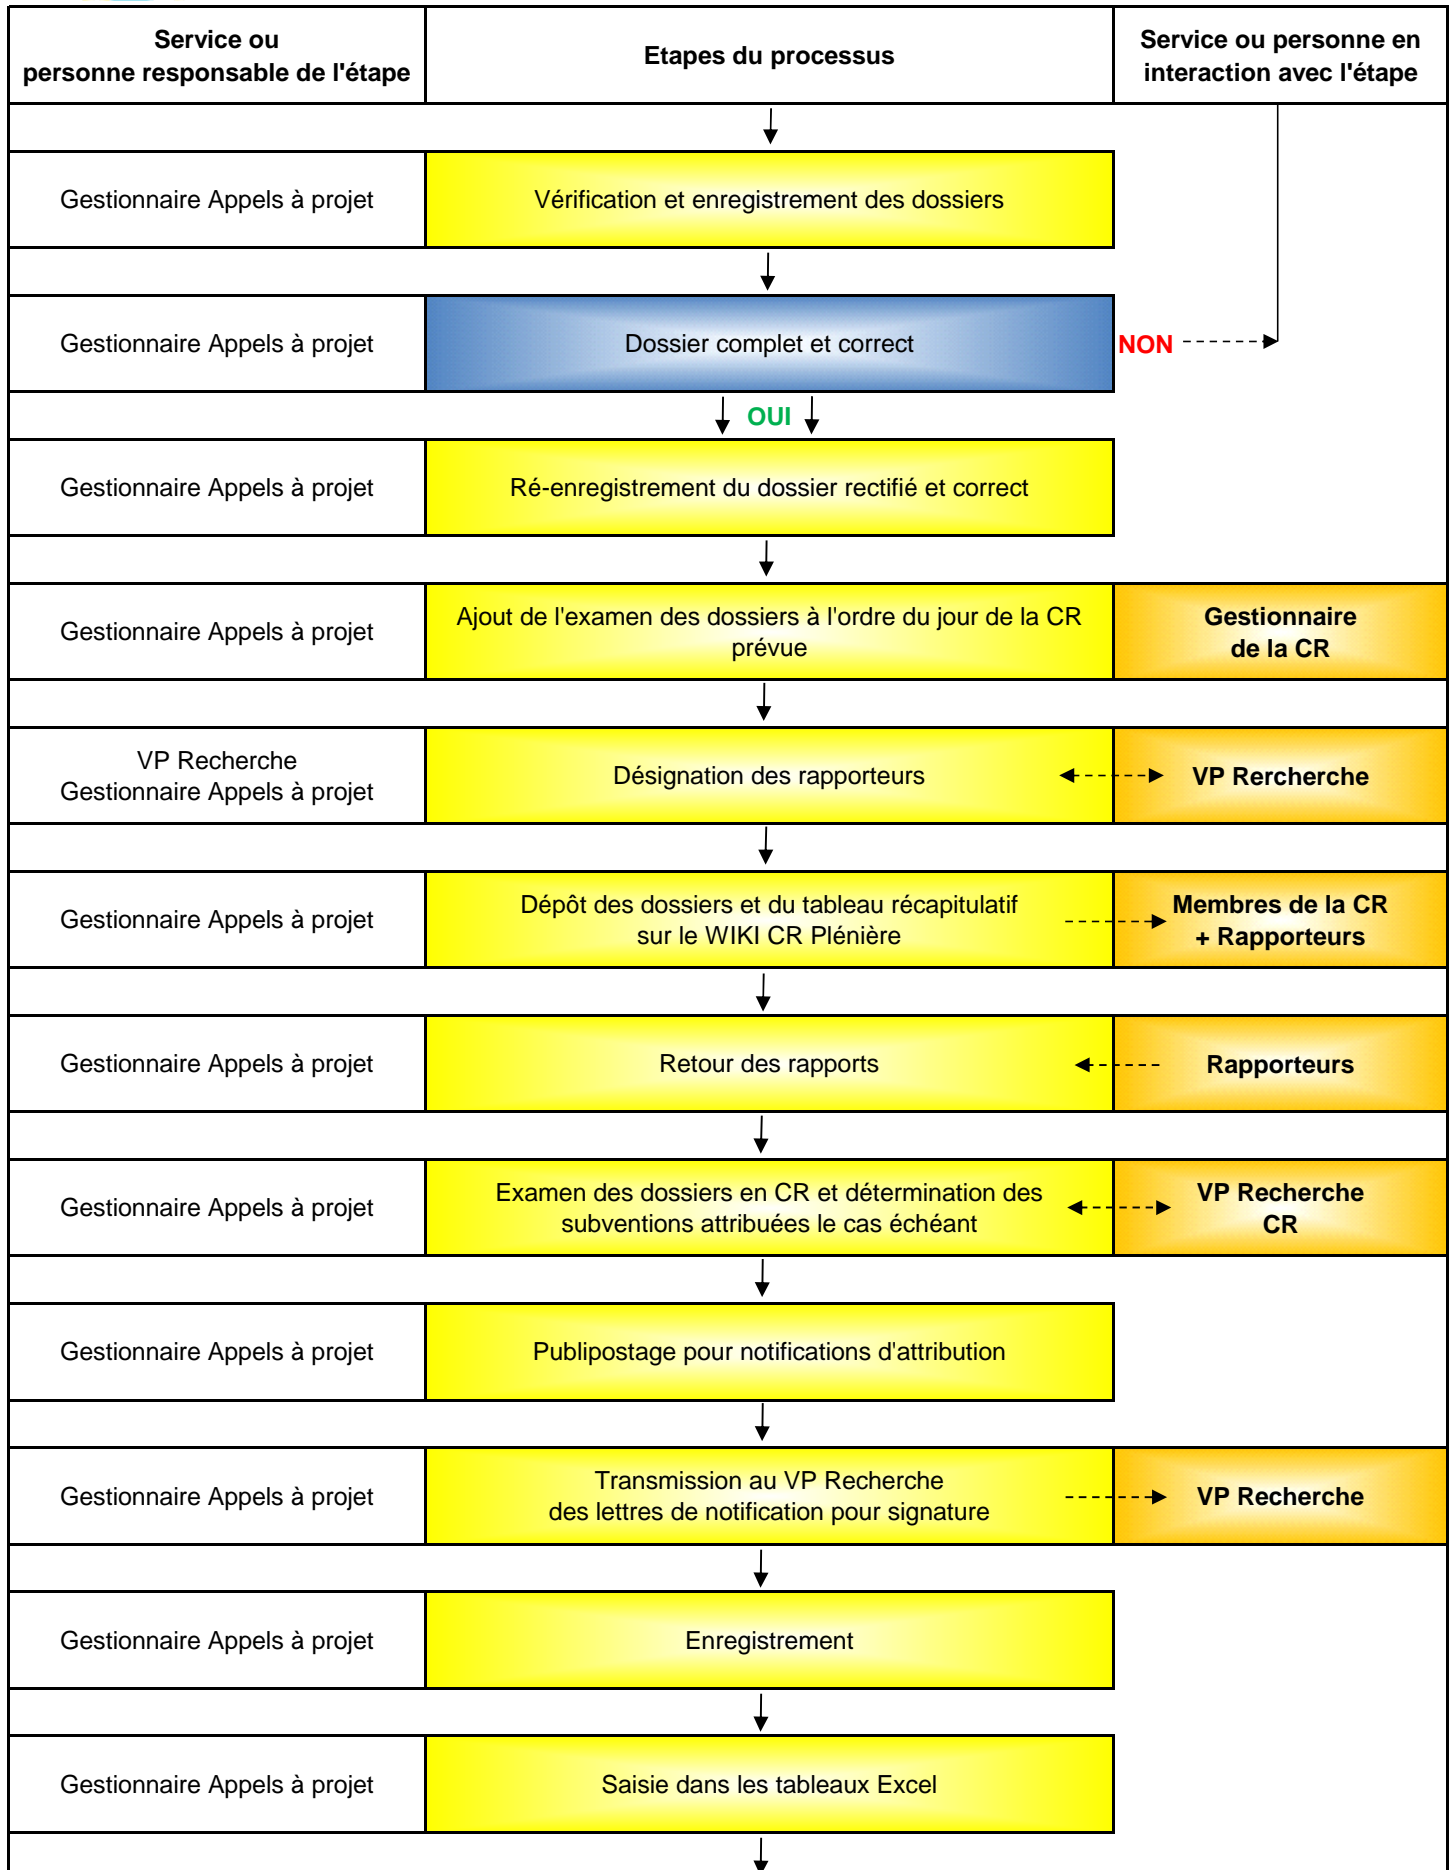 Service ou
personne responsable de l'étape
Etapes du processus
Service ou personne en
interaction avec l'étape
Gestionnaire Appels à projet
Vérification et enregistrement des dossiers
Gestionnaire Appels à projet
Dossier complet et correct
NON
OUI
Gestionnaire Appels à projet
Ré-enregistrement du dossier rectifié et correct
Gestionnaire Appels à projet
Ajout de l'examen des dossiers à l'ordre du jour de la CR
prévue
Gestionnaire
de la CR
VP Recherche
Gestionnaire Appels à projet
Désignation des rapporteurs
VP Rercherche
Gestionnaire Appels à projet
Dépôt des dossiers et du tableau récapitulatif
sur le WIKI CR Plénière
Membres de la CR
+ Rapporteurs
Gestionnaire Appels à projet
Retour des rapports
Rapporteurs
Gestionnaire Appels à projet
Examen des dossiers en CR et détermination des
subventions attribuées le cas échéant
VP Recherche
CR
Gestionnaire Appels à projet
Publipostage pour notifications d'attribution
Gestionnaire Appels à projet
Transmission au VP Recherche
des lettres de notification pour signature
VP Recherche
Gestionnaire Appels à projet
Enregistrement
Gestionnaire Appels à projet
Saisie dans les tableaux Excel